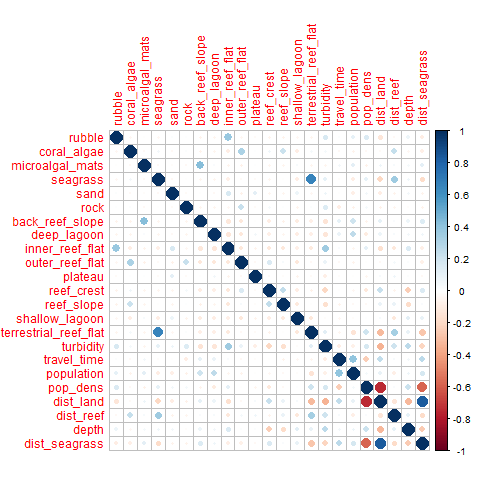 rubble
coral_algae
microalgal_mats
seagrass
sand
rock
back_reef_slope
deep_lagoon
inner_reef_flat
outer_reef_flat
plateau
reef_crest
reef_slope
shallow_lagoon
terrestrial_reef_flat
turbidity
travel_time
population
pop_dens
dist_land
dist_reef
depth
dist_seagrass
rubble
coral_algae
microalgal_mats
seagrass
sand
rock
back_reef_slope
deep_lagoon
inner_reef_flat
outer_reef_flat
plateau
reef_crest
reef_slope
shallow_lagoon
terrestrial_reef_flat
turbidity
travel_time
population
pop_dens
dist_land
dist_reef
depth
dist_seagrass
1
0.8
0.6
0.4
0.2
0
-0.2
-0.4
-0.6
-0.8
-1